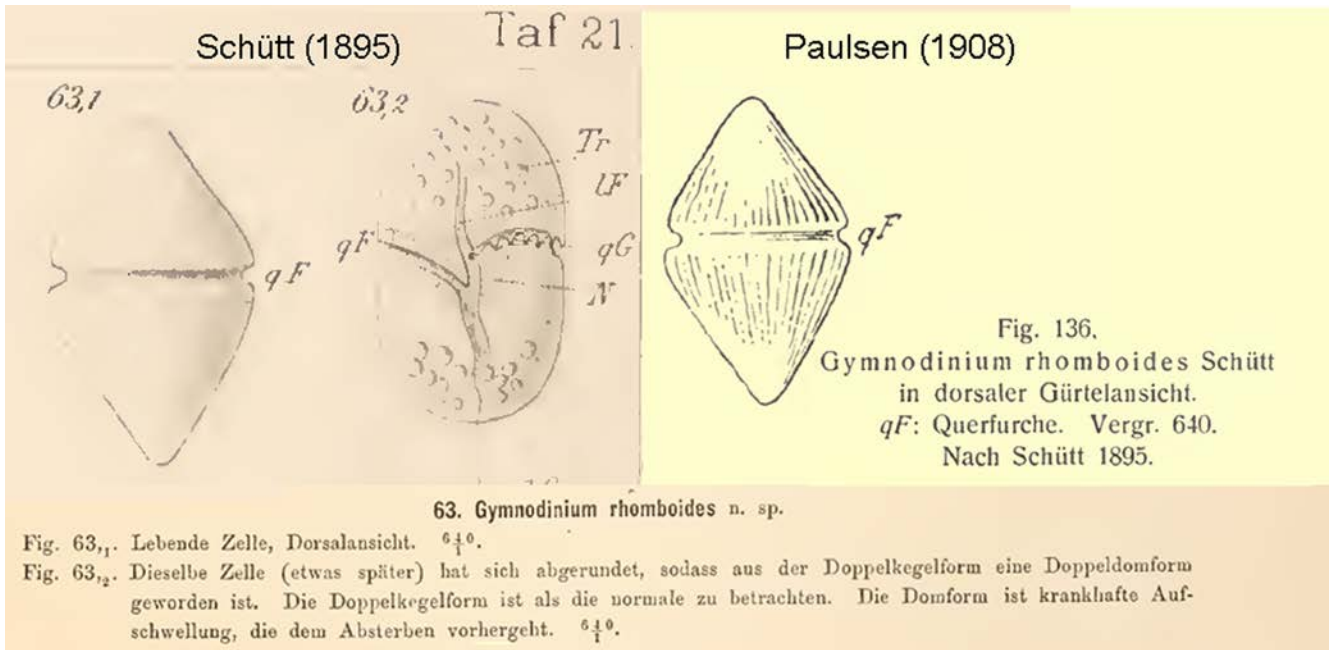 Schütt (1895)
Taf 21.
Paulsen (1908)
63,1
63,2
Tr
lF
qF
qF
qG
N
qF
Fig. 136.
Gymnodinium rhomboides Schütt
in dorsaler Gürtelansicht.
qF: Querfurche. Vergr. 640.
Nach Schütt 1895.
63. Gymnodinium rhomboides n. sp.
Fig. 63,₁. Lebende Zelle, Dorsalansicht. 640/1.
Fig. 63,₂. Dieselbe Zelle (etwas später) hat sich abgerundet, sodass aus der Doppelkegelform eine Doppeldomform
geworden ist. Die Doppelkegelform ist als die normale zu betrachten. Die Domform ist krankhafte Auf-
schwellung, die dem Absterben vorhergeht. 640/1.